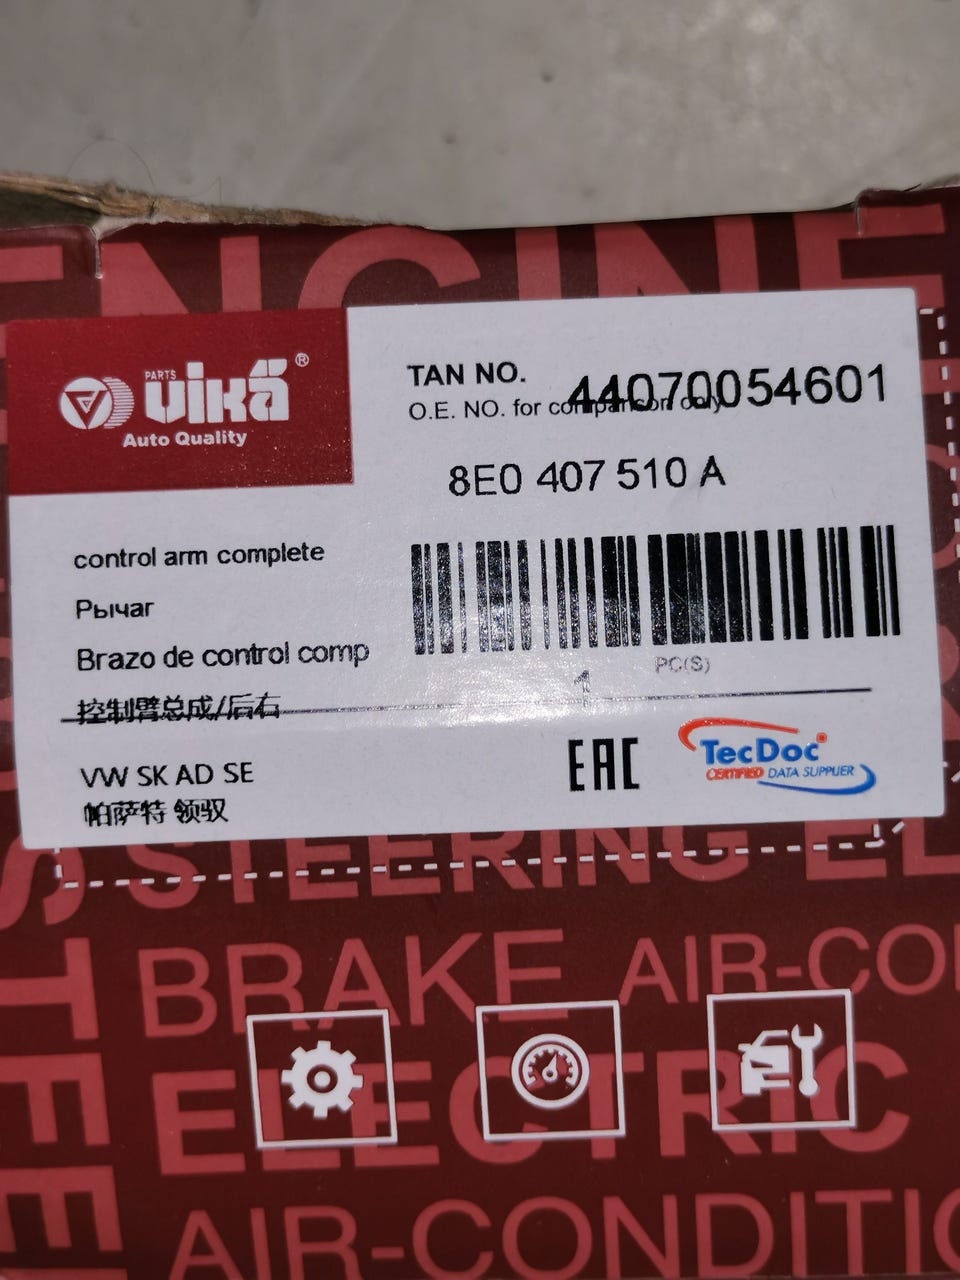 ENGINE
PARTS
vika®
Auto Quality
TAN NO.
44070054601
O.E. NO. for comparison only
8E0 407 510 A
control arm complete
Рычаг
Brazo de control comp
控制臂总成/后右
1
PC(S)
VW SK AD SE
帕萨特 领驭
EAC
TecDoc
CERTIFIED DATA SUPPLIER
STEERING EL
BRAKE AIR-CO
ELECTRIC
AIR-CONDITIO